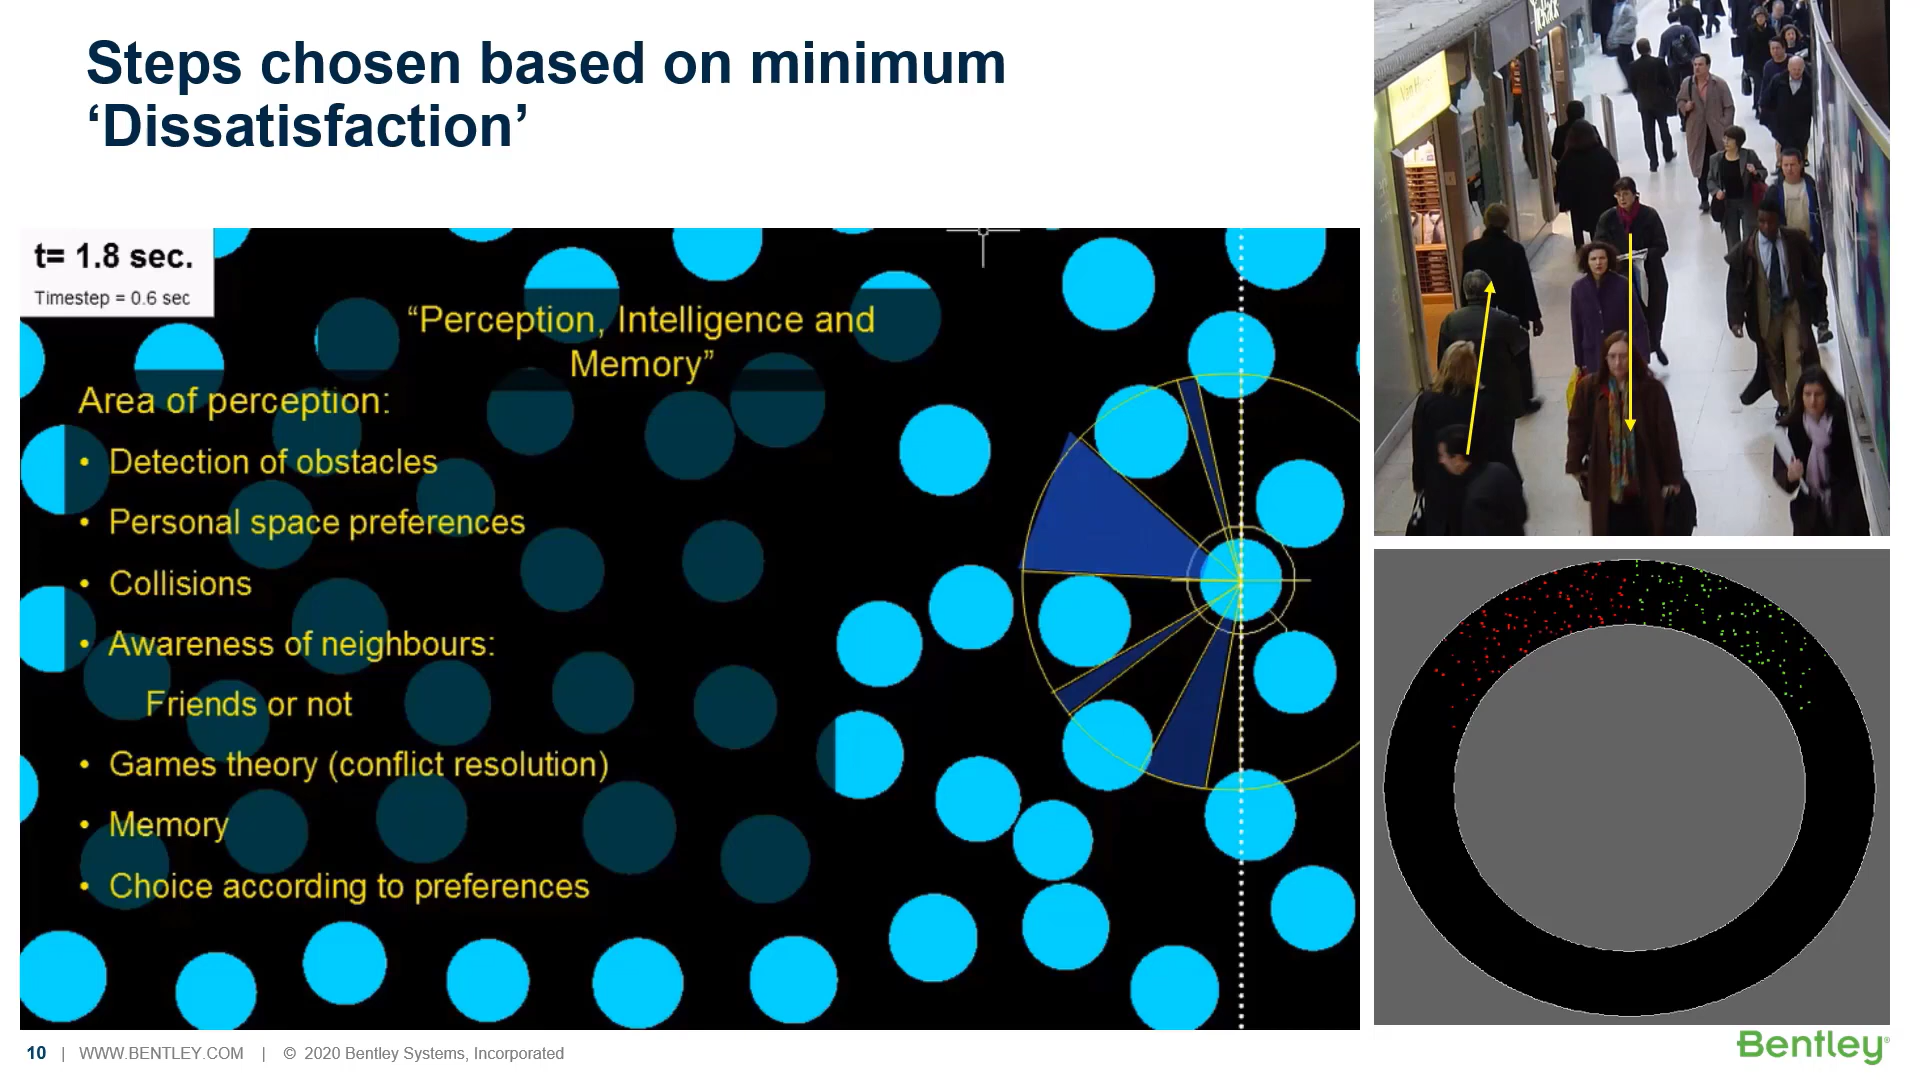 Steps chosen based on minimum
‘Dissatisfaction’
t= 1.8 sec.
Timestep = 0.6 sec
“Perception, Intelligence and
Memory”
Area of perception:
• Detection of obstacles
• Personal space preferences
• Collisions
• Awareness of neighbours:
Friends or not
• Games theory (conflict resolution)
• Memory
• Choice according to preferences
10 | WWW.BENTLEY.COM | © 2020 Bentley Systems, Incorporated
Bentley®